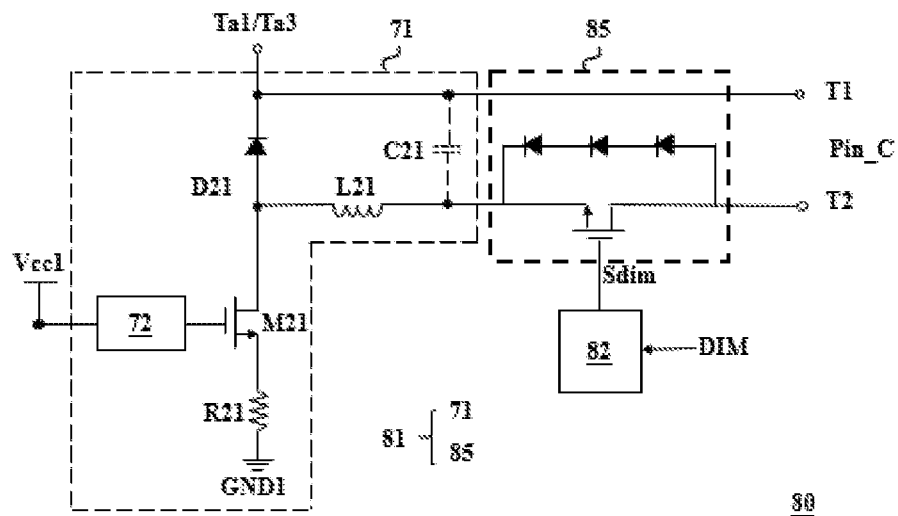 Ta1/Ta3
71
85
T1
C21
Pin_C
D21
L21
T2
Vcc1
Sdim
72
M21
82
DIM
R21
81
71
85
GND1
80